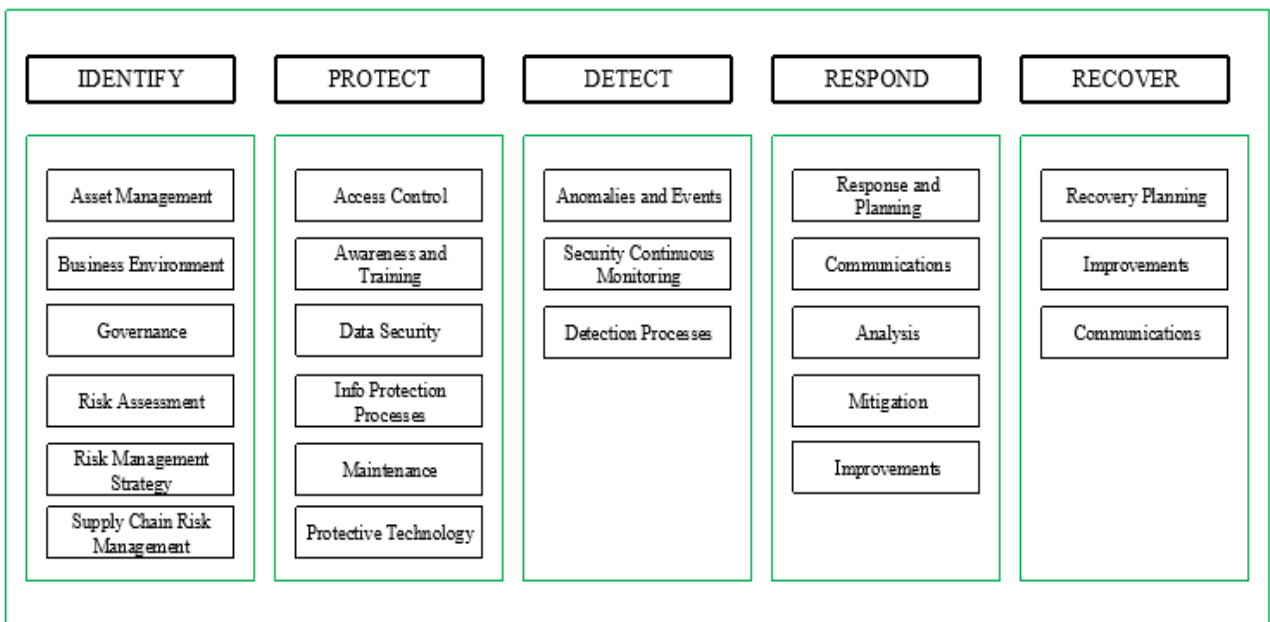 IDENTIFY
PROTECT
DETECT
RESPOND
RECOVER
Asset Management
Business Environment
Governance
Risk Assessment
Risk Management
Strategy
Supply Chain Risk
Management
Access Control
Awareness and
Training
Data Security
Info Protection
Processes
Maintenance
Protective Technology
Anomalies and Events
Security Continuous
Monitoring
Detection Processes
Response and
Planning
Communications
Analysis
Mitigation
Improvements
Recovery Planning
Improvements
Communications